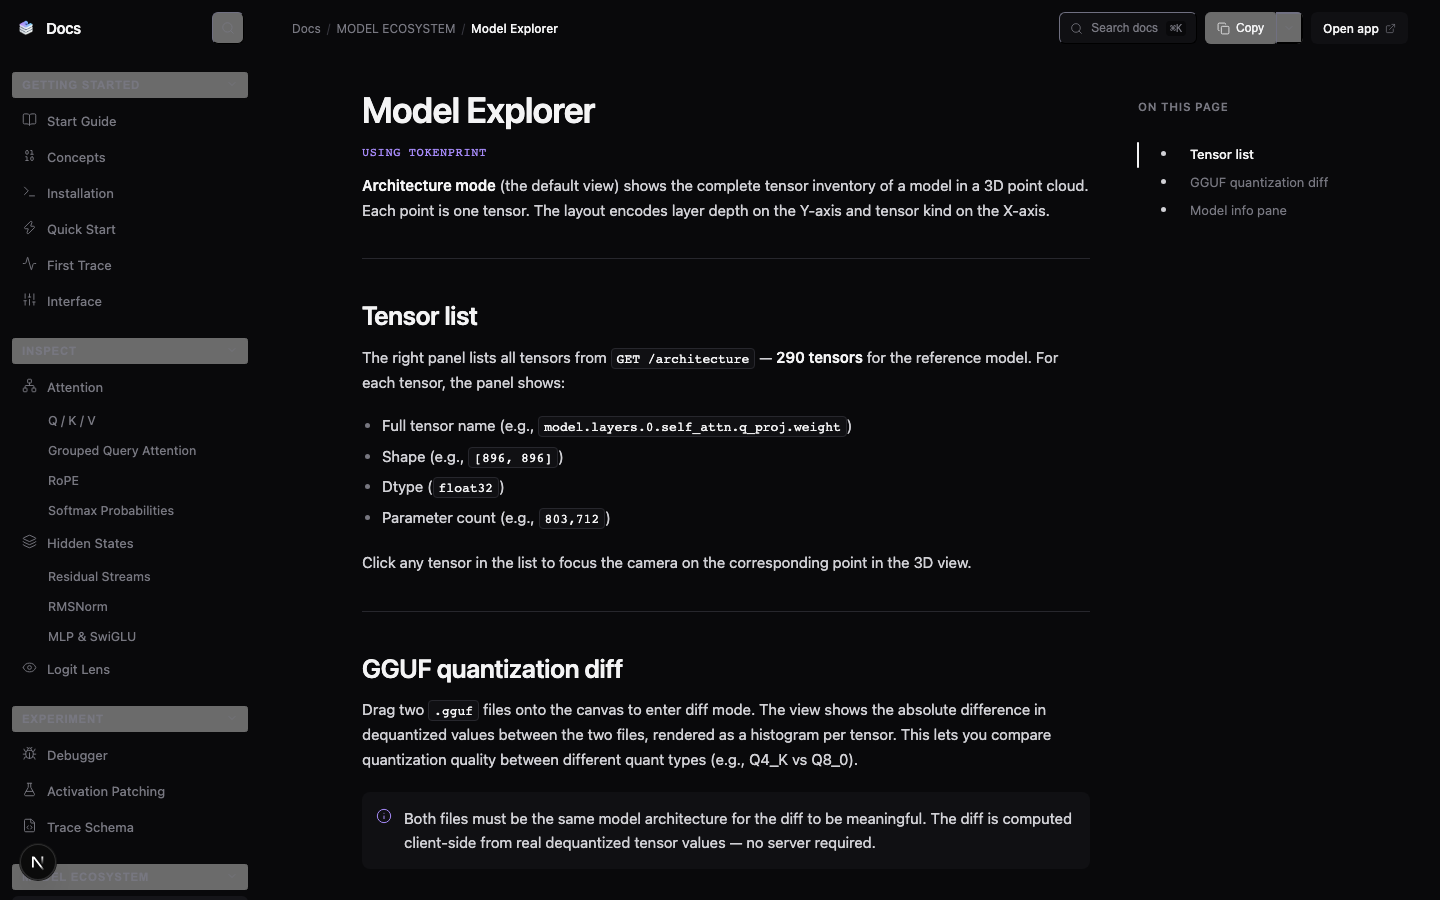 Docs
Docs / MODEL ECOSYSTEM / Model Explorer
Search docs ⌘K
Copy
Open app
GETTING STARTED
Start Guide
Concepts
Installation
Quick Start
First Trace
Interface
INSPECT
Attention
Q / K / V
Grouped Query Attention
RoPE
Softmax Probabilities
Hidden States
Residual Streams
RMSNorm
MLP & SwiGLU
Logit Lens
EXPERIMENT
Debugger
Activation Patching
Trace Schema
EL ECOSYSTEM
N
Model Explorer
USING TOKENPRINT
Architecture mode (the default view) shows the complete tensor inventory of a model in a 3D point cloud.
Each point is one tensor. The layout encodes layer depth on the Y-axis and tensor kind on the X-axis.
Tensor list
The right panel lists all tensors from GET /architecture — 290 tensors for the reference model. For
each tensor, the panel shows:
• Full tensor name (e.g., model.layers.0.self_attn.q_proj.weight)
• Shape (e.g., [896, 896])
• Dtype (float32)
• Parameter count (e.g., 803,712)
Click any tensor in the list to focus the camera on the corresponding point in the 3D view.
GGUF quantization diff
Drag two .gguf files onto the canvas to enter diff mode. The view shows the absolute difference in
dequantized values between the two files, rendered as a histogram per tensor. This lets you compare
quantization quality between different quant types (e.g., Q4_K vs Q8_0).
Both files must be the same model architecture for the diff to be meaningful. The diff is computed
client-side from real dequantized tensor values — no server required.
ON THIS PAGE
• Tensor list
• GGUF quantization diff
• Model info pane